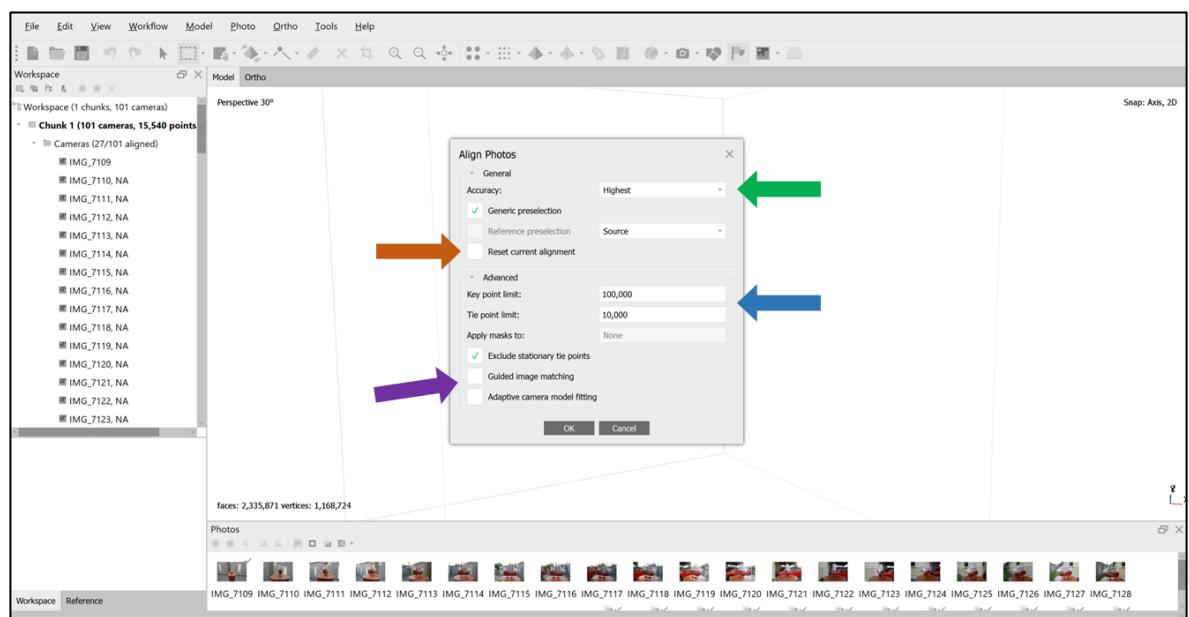 File Edit View Workflow Model Photo Ortho Tools Help
Workspace
Model Ortho
Workspace (1 chunks, 101 cameras)
Chunk 1 (101 cameras, 15,540 points
Cameras (27/101 aligned)
IMG_7109
IMG_7110, NA
IMG_7111, NA
IMG_7112, NA
IMG_7113, NA
IMG_7114, NA
IMG_7115, NA
IMG_7116, NA
IMG_7117, NA
IMG_7118, NA
IMG_7119, NA
IMG_7120, NA
IMG_7121, NA
IMG_7122, NA
IMG_7123, NA
Perspective 30°
Snap: Axis, 2D
Align Photos
General
Accuracy: Highest
Generic preselection
Reference preselection Source
Reset current alignment
Advanced
Key point limit: 100,000
Tie point limit: 10,000
Apply masks to: None
Exclude stationary tie points
Guided image matching
Adaptive camera model fitting
OK Cancel
faces: 2,335,871 vertices: 1,168,724
Photos
IMG_7109 IMG_7110 IMG_7111 IMG_7112 IMG_7113 IMG_7114 IMG_7115 IMG_7116 IMG_7117 IMG_7118 IMG_7119 IMG_7120 IMG_7121 IMG_7122 IMG_7123 IMG_7124 IMG_7125 IMG_7126 IMG_7127 IMG_7128
Workspace Reference